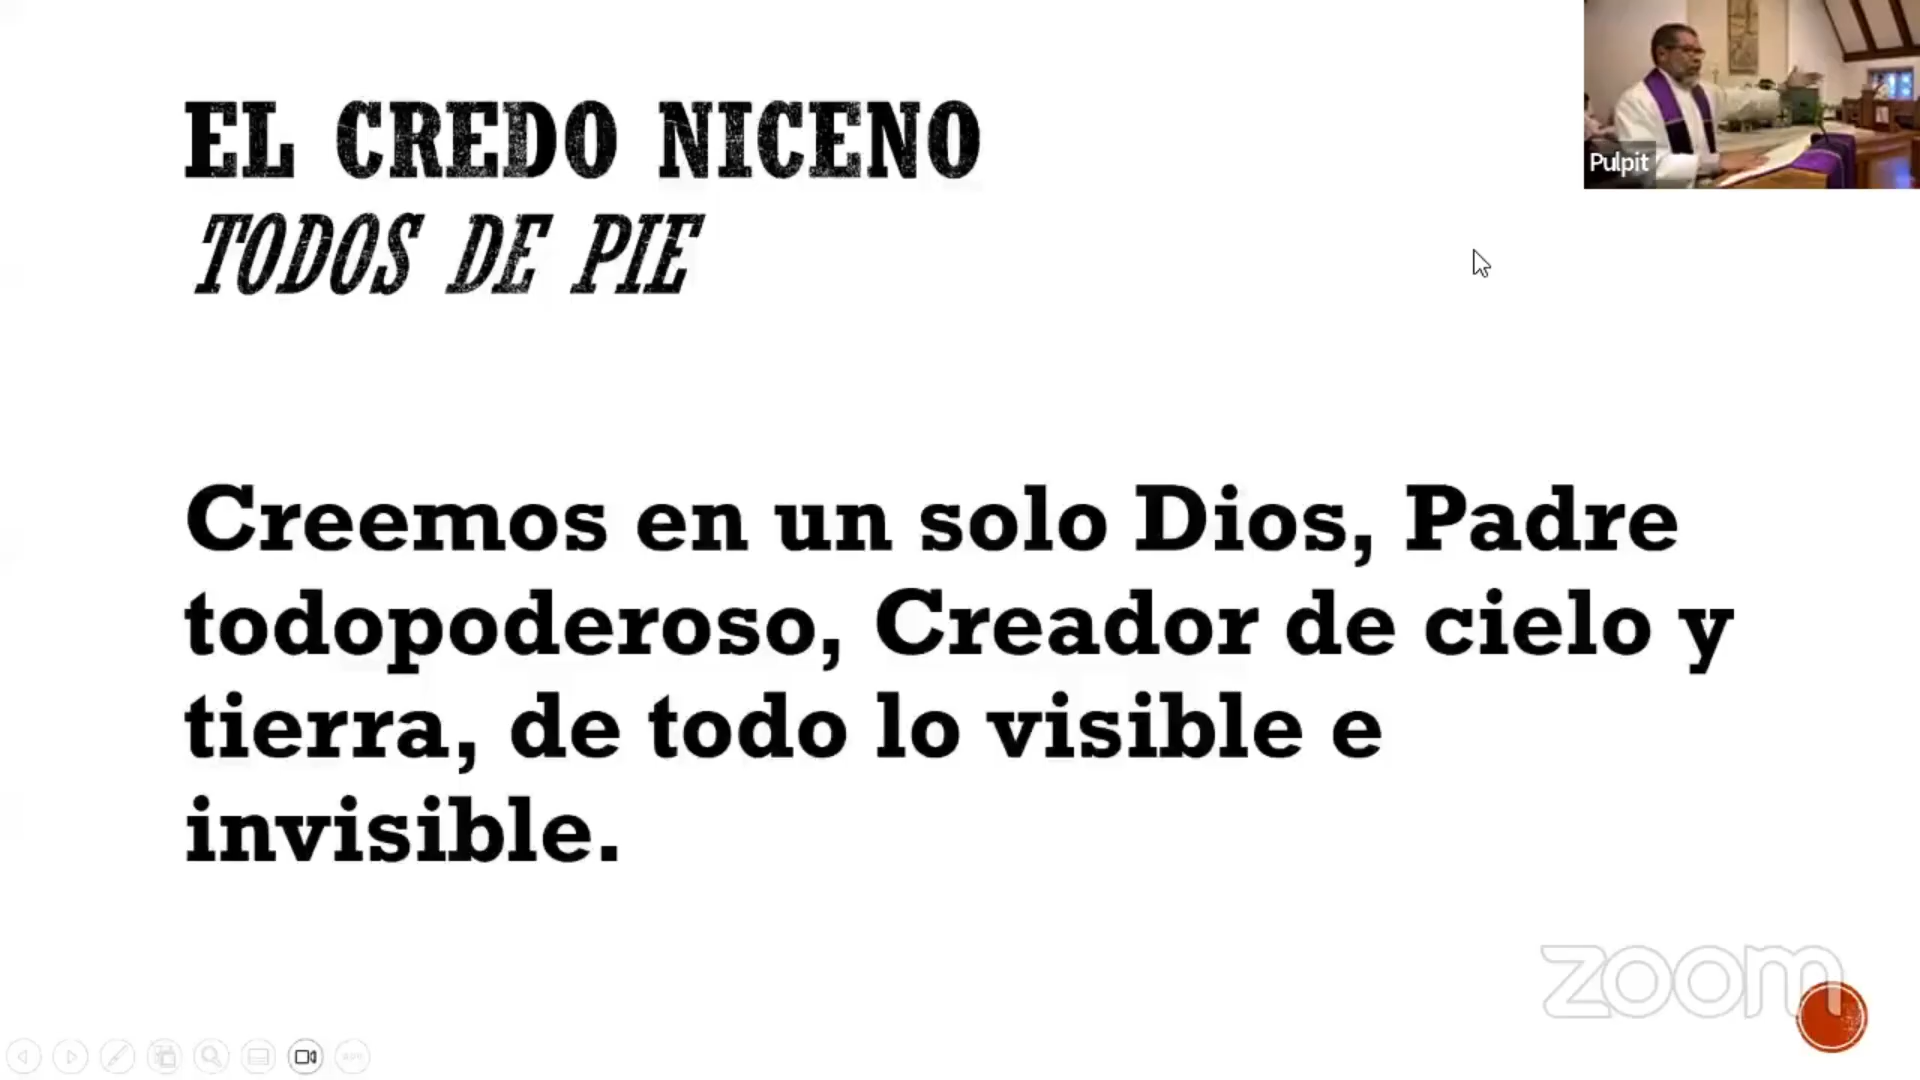 EL CREDO NICENO
TODOS DE PIE
Pulpit
Creemos en un solo Dios, Padre
todopoderoso, Creador de cielo y
tierra, de todo lo visible e
invisible.
zoom